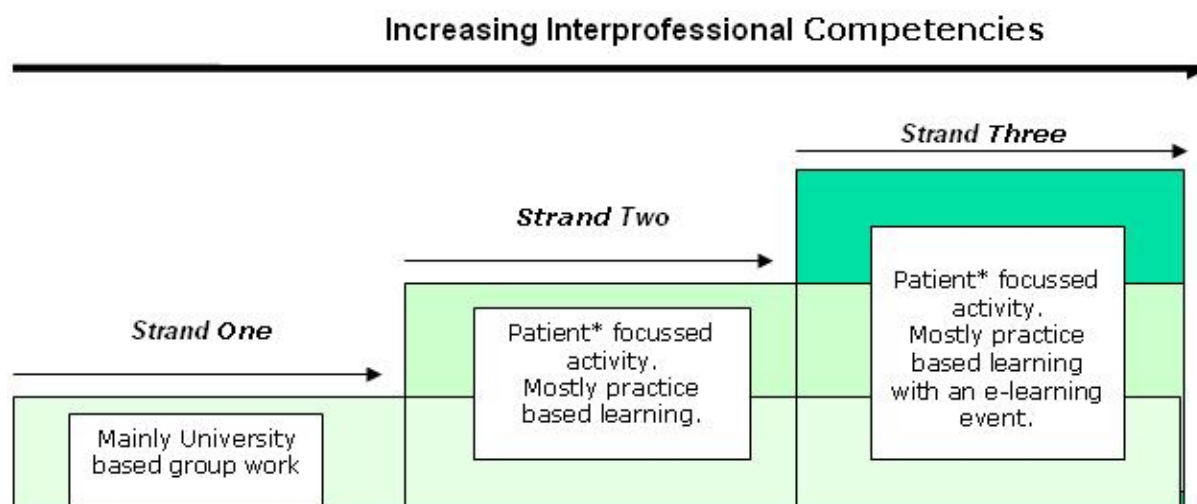 Increasing Interprofessional Competencies
Strand Three
Strand Two
Strand One
Patient* focussed
activity.
Mostly practice
based learning
with an e-learning
event.
Patient* focussed
activity.
Mostly practice
based learning.
Mainly University
based group work